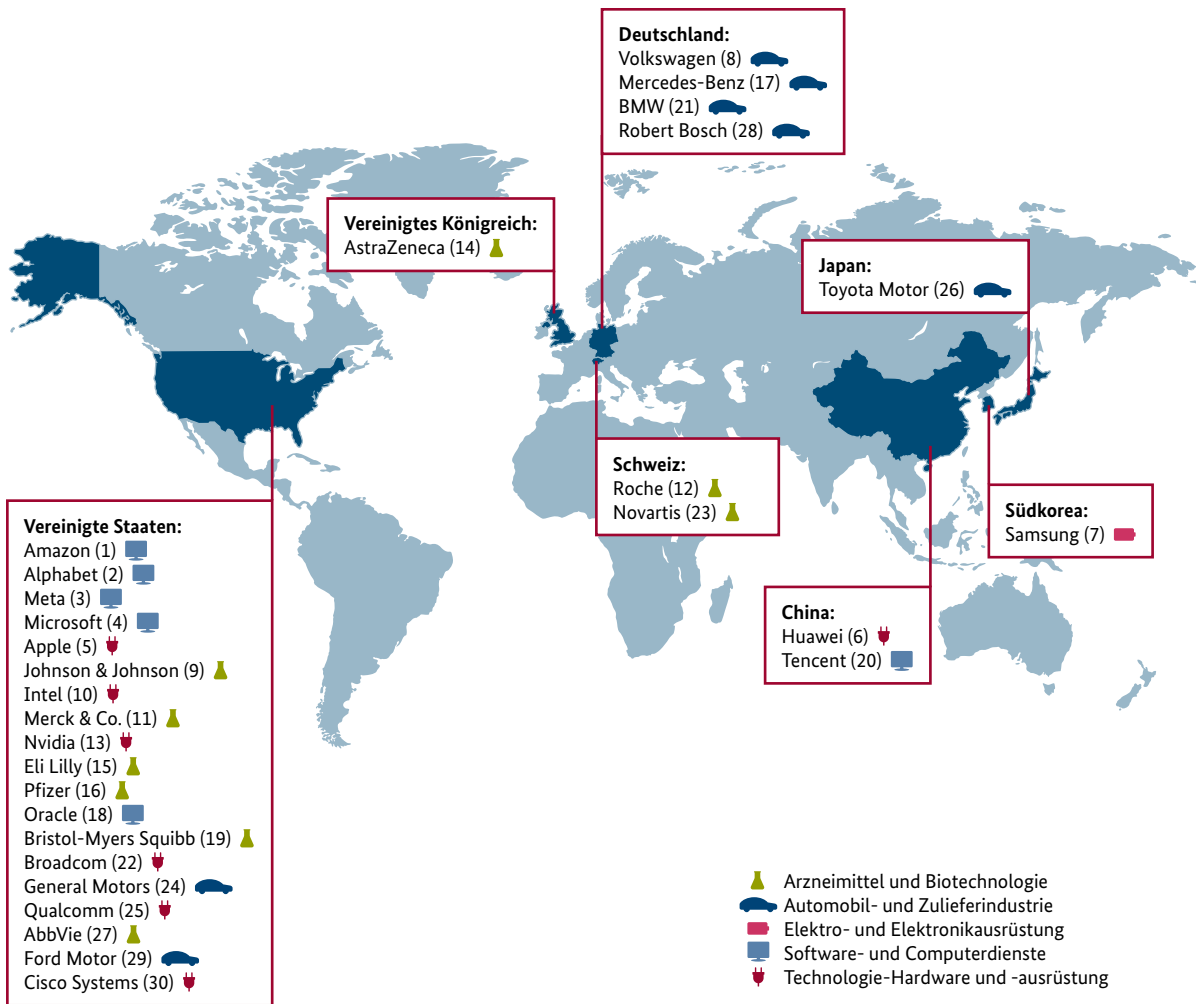 Deutschland:
Volkswagen (8)
Mercedes-Benz (17)
BMW (21)
Robert Bosch (28)
Vereinigtes Königreich:
AstraZeneca (14)
Japan:
Toyota Motor (26)
Schweiz:
Roche (12)
Novartis (23)
Südkorea:
Samsung (7)
China:
Huawei (6)
Tencent (20)
Vereinigte Staaten:
Amazon (1)
Alphabet (2)
Meta (3)
Microsoft (4)
Apple (5)
Johnson & Johnson (9)
Intel (10)
Merck & Co. (11)
Nvidia (13)
Eli Lilly (15)
Pfizer (16)
Oracle (18)
Bristol-Myers Squibb (19)
Broadcom (22)
General Motors (24)
Qualcomm (25)
AbbVie (27)
Ford Motor (29)
Cisco Systems (30)
Arzneimittel und Biotechnologie
Automobil- und Zulieferindustrie
Elektro- und Elektronikausrüstung
Software- und Computerdienste
Technologie-Hardware und -ausrüstung